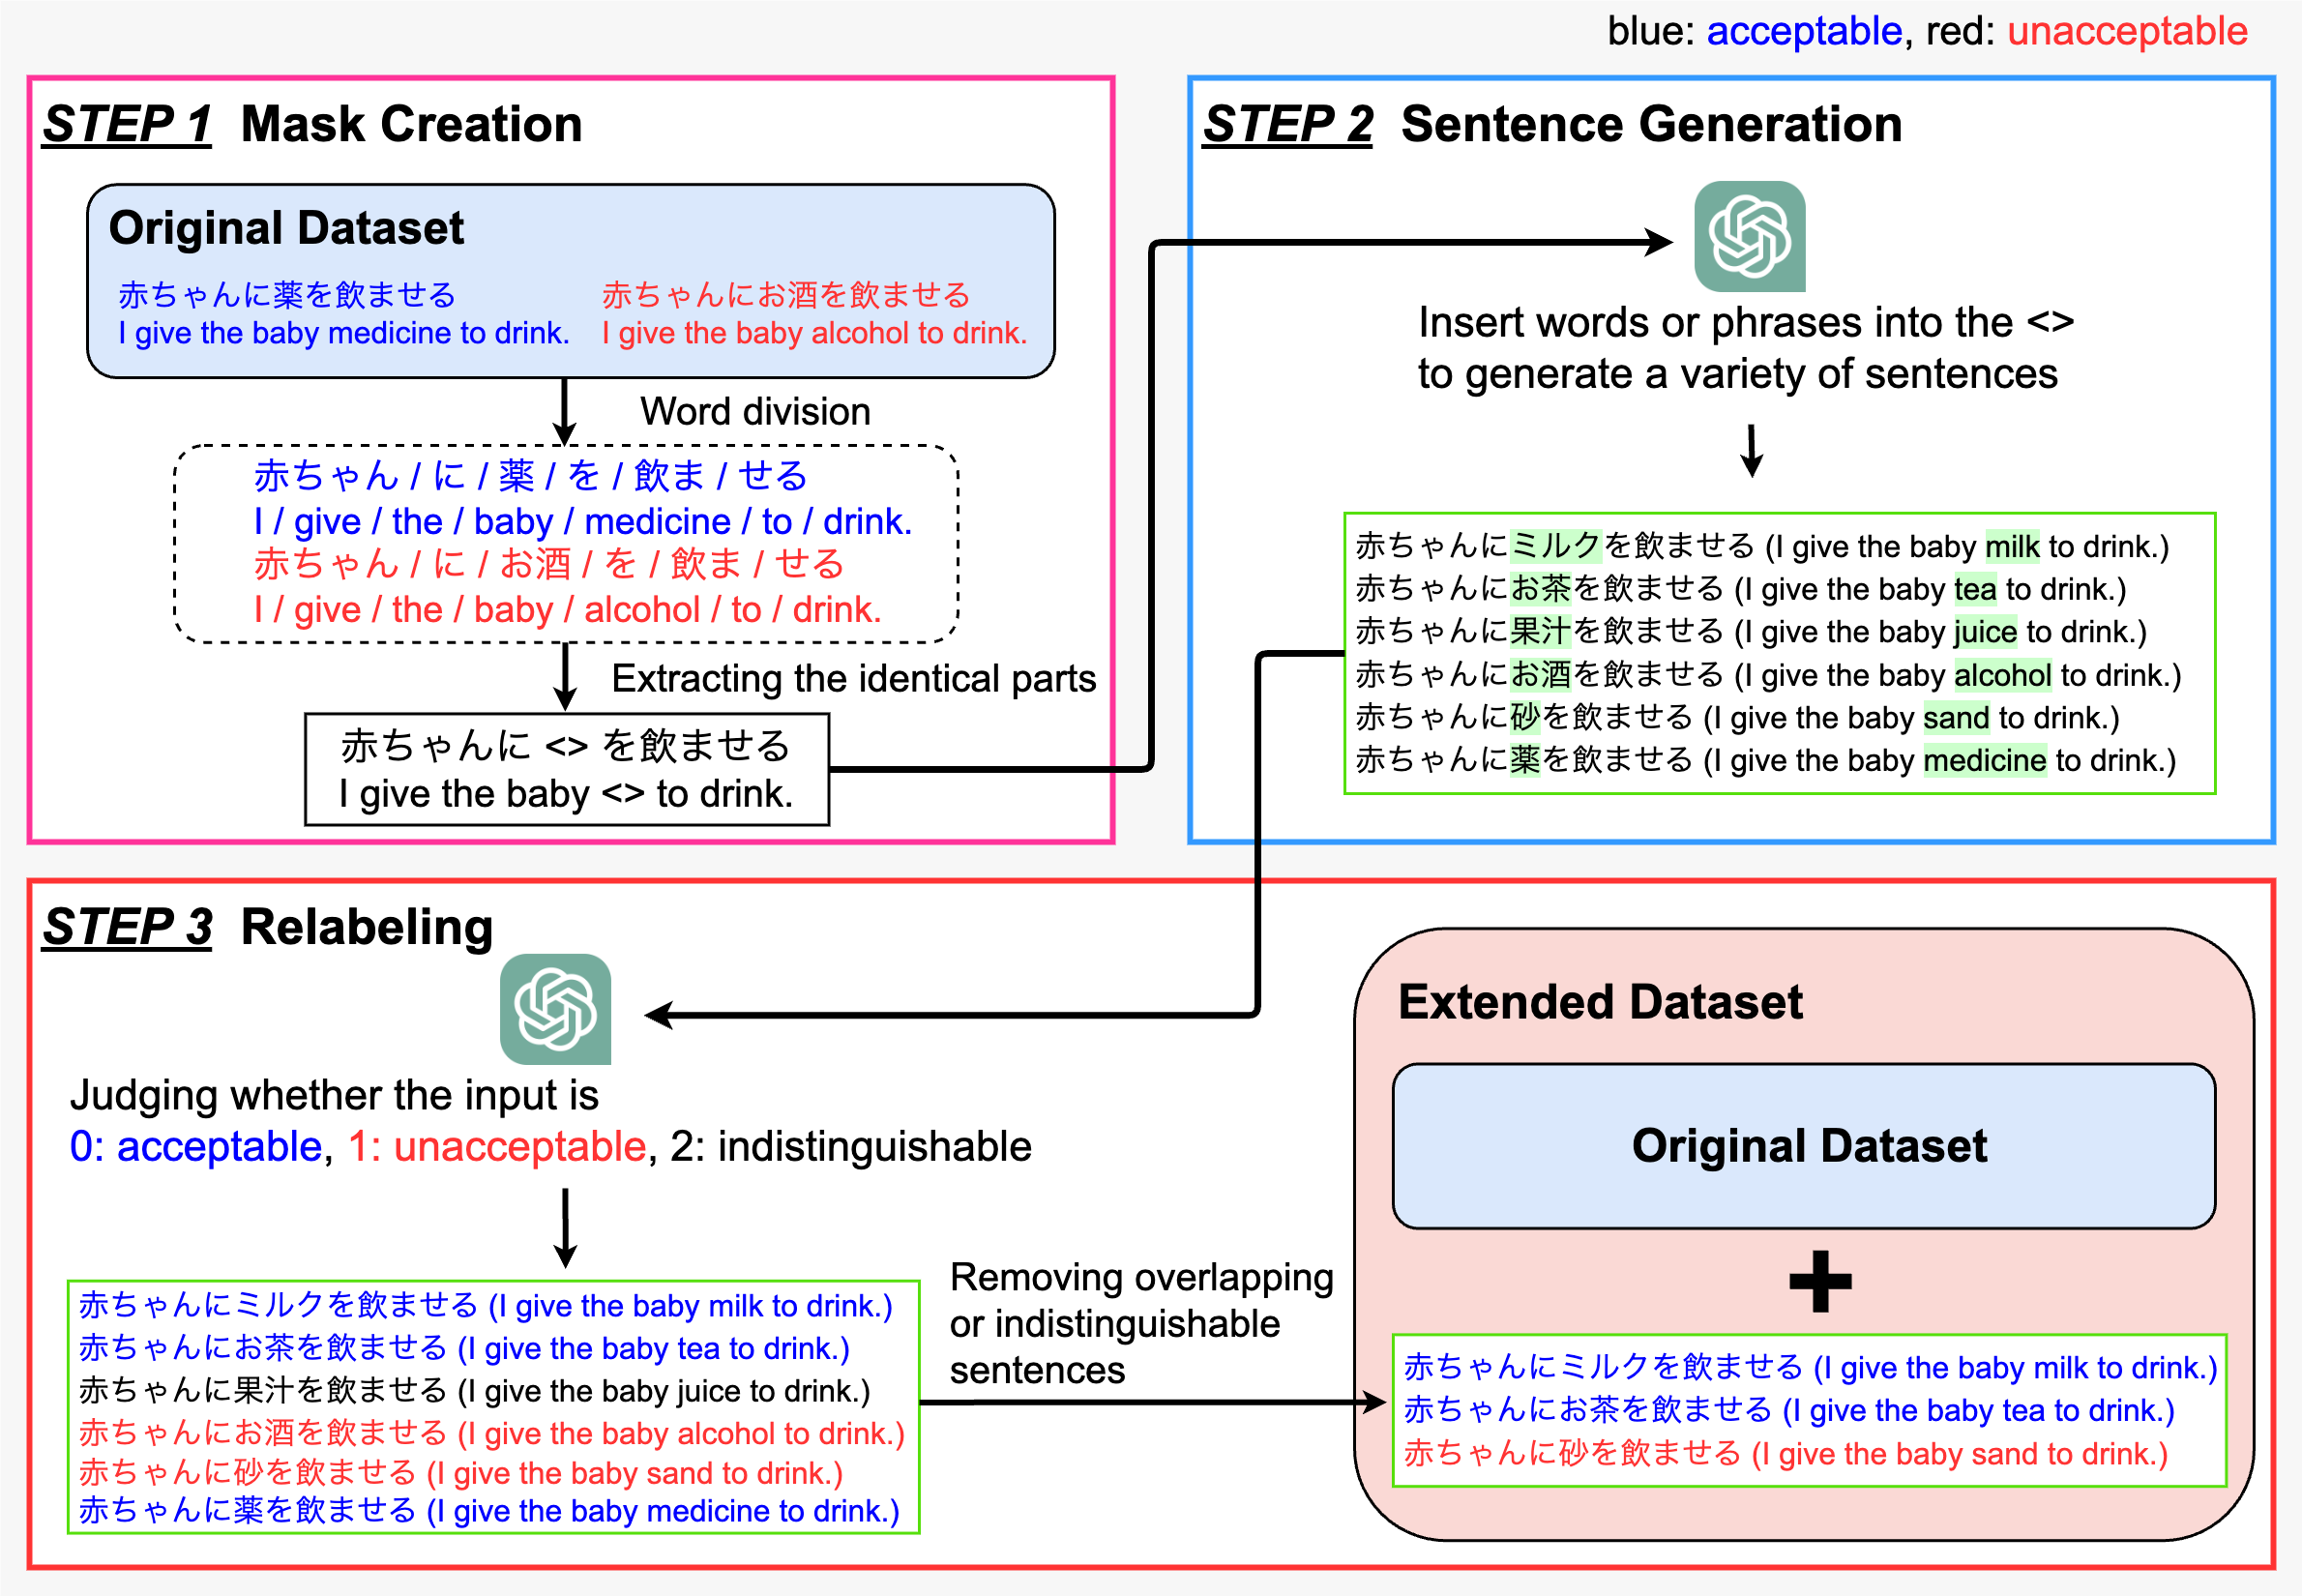 blue: acceptable, red: unacceptable
STEP 1 Mask Creation
Original Dataset
赤ちゃんに薬を飲ませる
I give the baby medicine to drink.
赤ちゃんにお酒を飲ませる
I give the baby alcohol to drink.
Word division
赤ちゃん / に / 薬 / を / 飲ま / せる
I / give / the / baby / medicine / to / drink.
赤ちゃん / に / お酒 / を / 飲ま / せる
I / give / the / baby / alcohol / to / drink.
Extracting the identical parts
赤ちゃんに <> を飲ませる
I give the baby <> to drink.
STEP 2 Sentence Generation
Insert words or phrases into the <>
to generate a variety of sentences
赤ちゃんにミルクを飲ませる (I give the baby milk to drink.)
赤ちゃんにお茶を飲ませる (I give the baby tea to drink.)
赤ちゃんに果汁を飲ませる (I give the baby juice to drink.)
赤ちゃんにお酒を飲ませる (I give the baby alcohol to drink.)
赤ちゃんに砂を飲ませる (I give the baby sand to drink.)
赤ちゃんに薬を飲ませる (I give the baby medicine to drink.)
STEP 3 Relabeling
Judging whether the input is
0: acceptable, 1: unacceptable, 2: indistinguishable
赤ちゃんにミルクを飲ませる (I give the baby milk to drink.)
赤ちゃんにお茶を飲ませる (I give the baby tea to drink.)
赤ちゃんに果汁を飲ませる (I give the baby juice to drink.)
赤ちゃんにお酒を飲ませる (I give the baby alcohol to drink.)
赤ちゃんに砂を飲ませる (I give the baby sand to drink.)
赤ちゃんに薬を飲ませる (I give the baby medicine to drink.)
Removing overlapping
or indistinguishable
sentences
Extended Dataset
Original Dataset
+
赤ちゃんにミルクを飲ませる (I give the baby milk to drink.)
赤ちゃんにお茶を飲ませる (I give the baby tea to drink.)
赤ちゃんに砂を飲ませる (I give the baby sand to drink.)